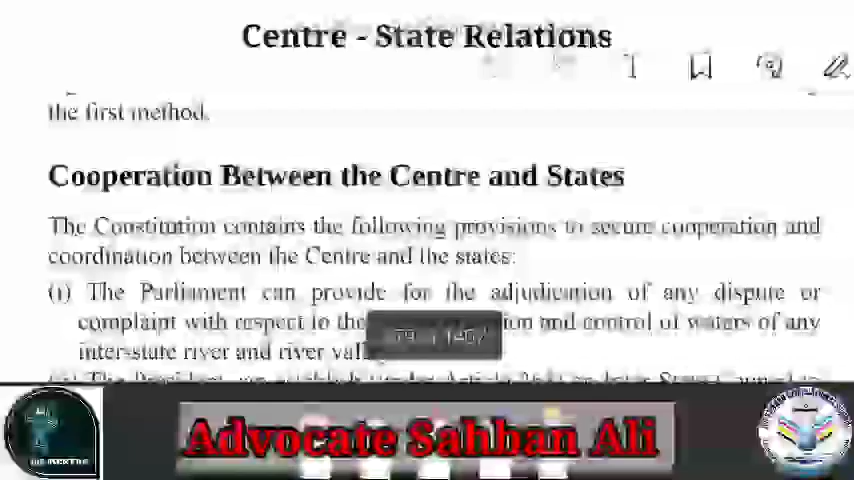 Centre - State Relations
the first method.
Cooperation Between the Centre and States
The Constitution contains the following provisions to secure cooperation and
coordination between the Centre and the states:
(i) The Parliament can provide for the adjudication of any dispute or
complaint with respect to the and control of waters of any
inter-state river and river
Advocate Sahban Ali